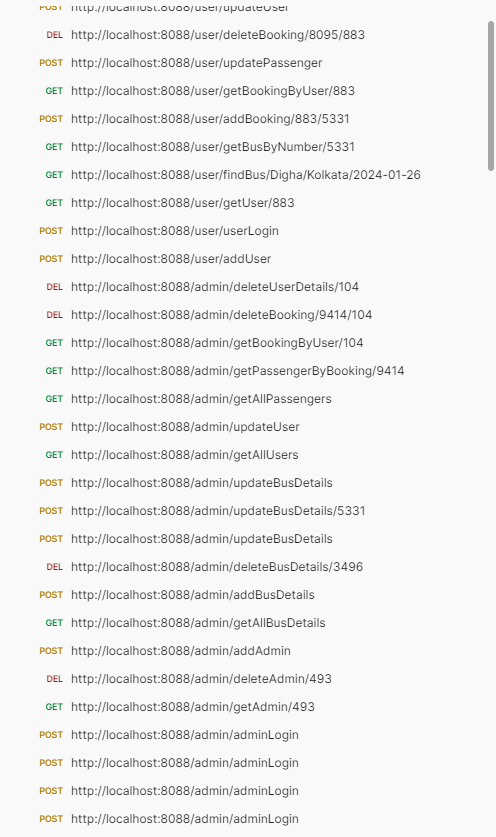 POST http://localhost:8088/user/updateUser
DEL http://localhost:8088/user/deleteBooking/8095/883
POST http://localhost:8088/user/updatePassenger
GET http://localhost:8088/user/getBookingByUser/883
POST http://localhost:8088/user/addBooking/883/5331
GET http://localhost:8088/user/getBusByNumber/5331
GET http://localhost:8088/user/findBus/Digha/Kolkata/2024-01-26
GET http://localhost:8088/user/getUser/883
POST http://localhost:8088/user/userLogin
POST http://localhost:8088/user/addUser
DEL http://localhost:8088/admin/deleteUserDetails/104
DEL http://localhost:8088/admin/deleteBooking/9414/104
GET http://localhost:8088/admin/getBookingByUser/104
GET http://localhost:8088/admin/getPassengerByBooking/9414
GET http://localhost:8088/admin/getAllPassengers
POST http://localhost:8088/admin/updateUser
GET http://localhost:8088/admin/getAllUsers
POST http://localhost:8088/admin/updateBusDetails
POST http://localhost:8088/admin/updateBusDetails/5331
POST http://localhost:8088/admin/updateBusDetails
DEL http://localhost:8088/admin/deleteBusDetails/3496
POST http://localhost:8088/admin/addBusDetails
GET http://localhost:8088/admin/getAllBusDetails
POST http://localhost:8088/admin/addAdmin
DEL http://localhost:8088/admin/deleteAdmin/493
GET http://localhost:8088/admin/getAdmin/493
POST http://localhost:8088/admin/adminLogin
POST http://localhost:8088/admin/adminLogin
POST http://localhost:8088/admin/adminLogin
POST http://localhost:8088/admin/adminLogin